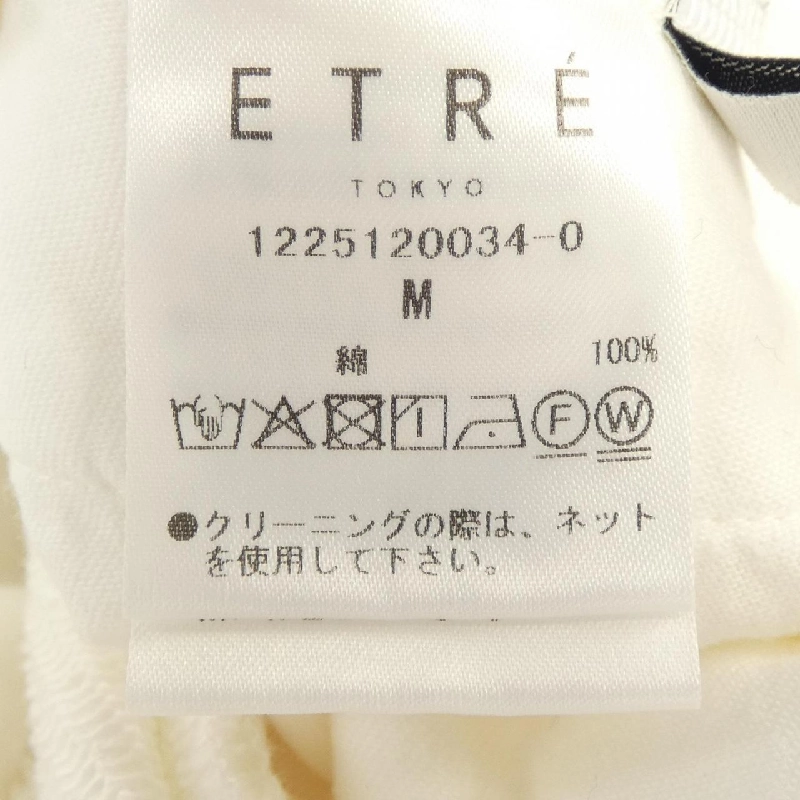 ETRÉ
TOKYO
1225120034-0
M
綿 100%
F W
●クリーニングの際は、ネット
を使用して下さい。